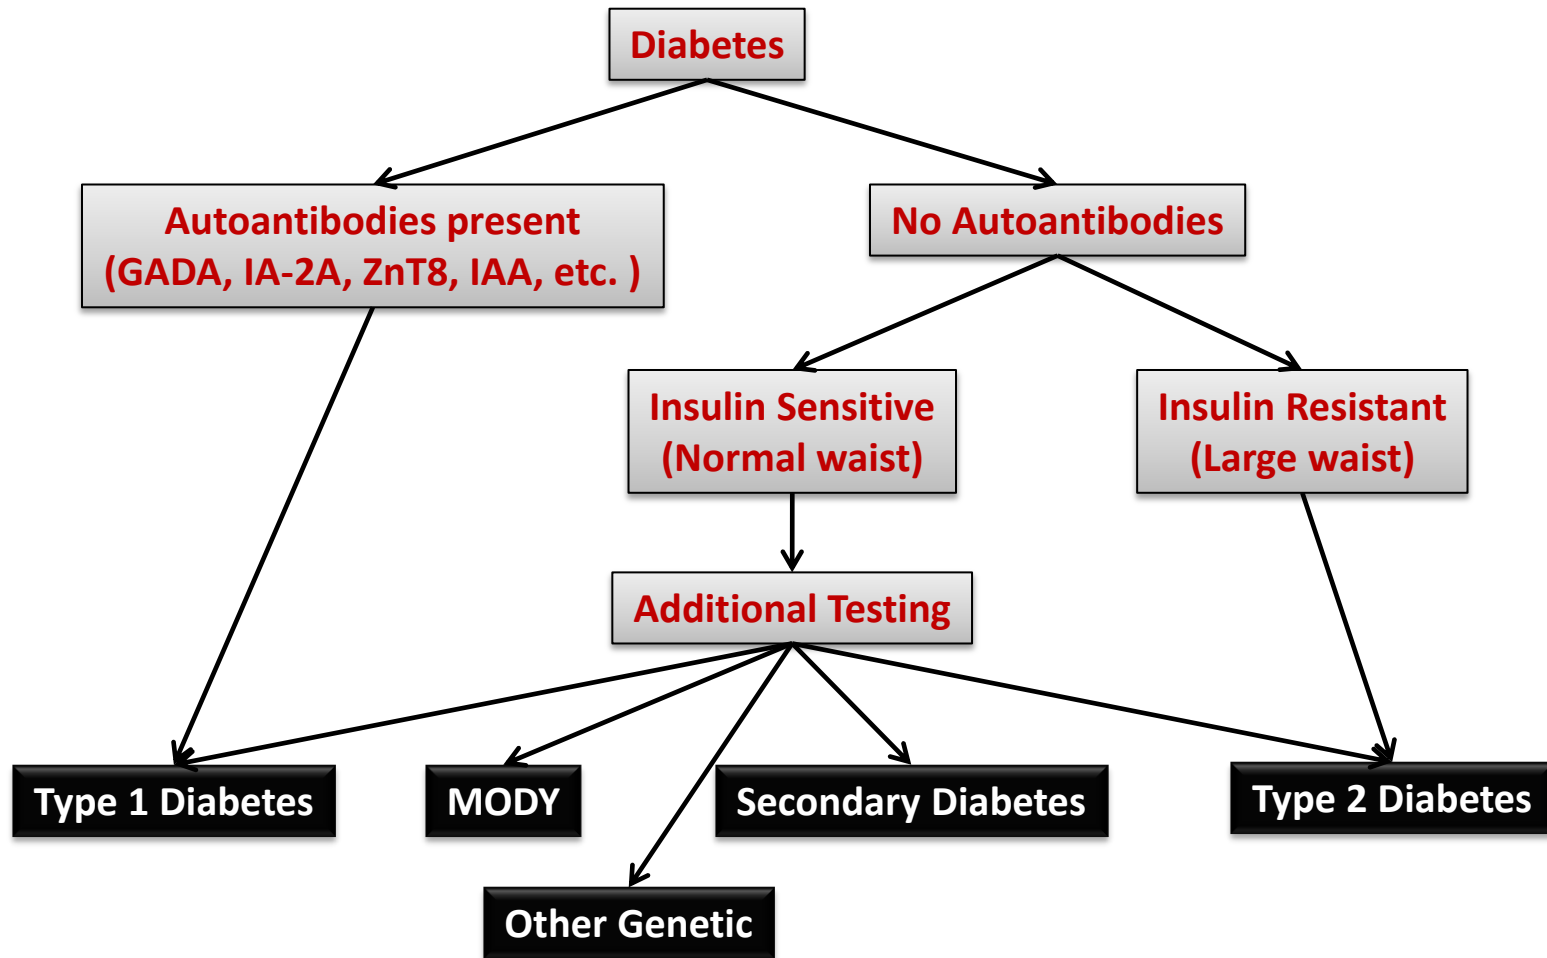 Diabetes
Autoantibodies present
(GADA, IA-2A, ZnT8, IAA, etc. )
No Autoantibodies
Insulin Sensitive
(Normal waist)
Insulin Resistant
(Large waist)
Additional Testing
Type 1 Diabetes
MODY
Secondary Diabetes
Type 2 Diabetes
Other Genetic